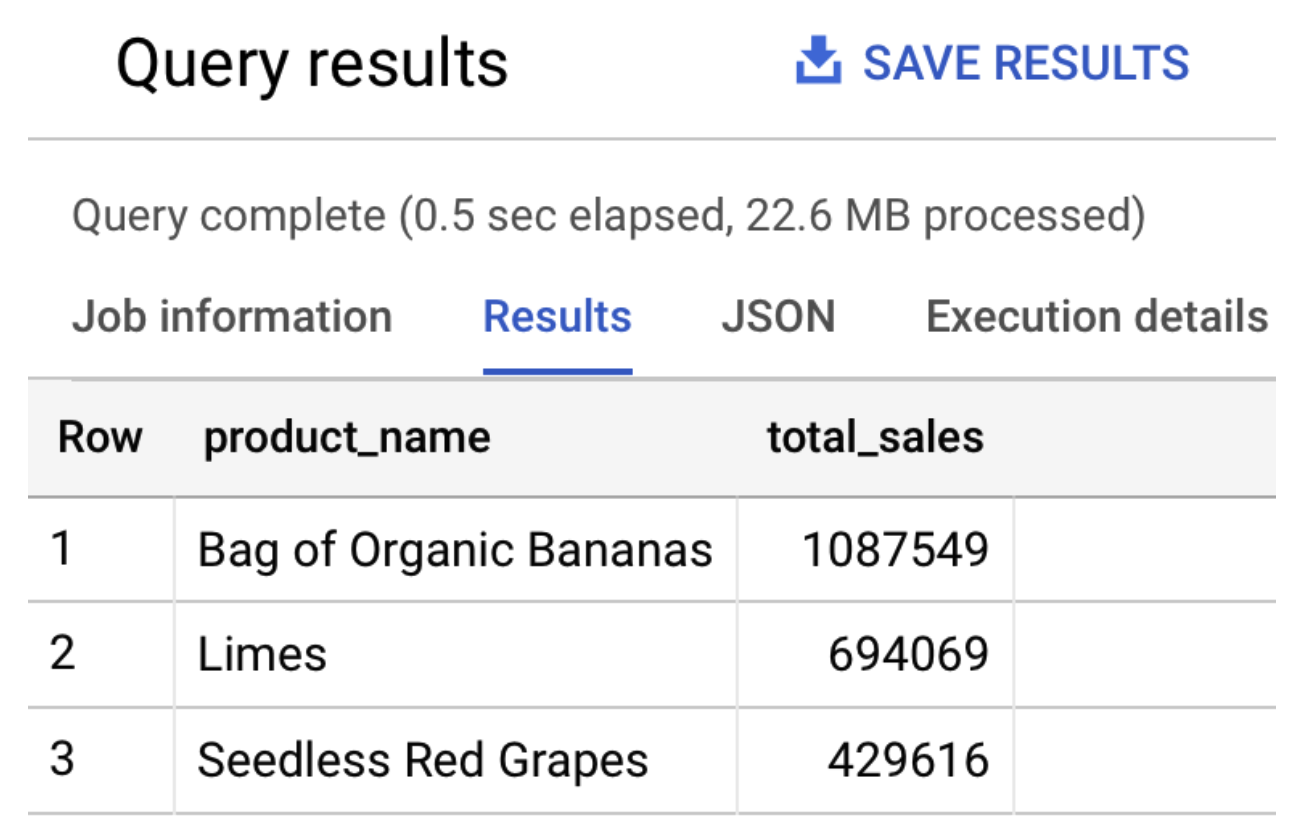 Query results SAVE RESULTS
Query complete (0.5 sec elapsed, 22.6 MB processed)
Job information Results JSON Execution details
Row product_name total_sales
1 Bag of Organic Bananas 1087549
2 Limes 694069
3 Seedless Red Grapes 429616